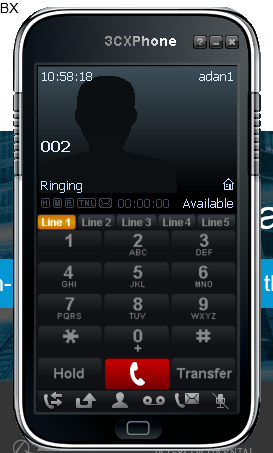 BX
3CXPhone
10:58:18 adan1
002
Ringing
H M R TNL 00:00:00 Available
Line 1 Line 2 Line 3 Line 4 Line 5
1 2 3
ABC DEF
4 5 6
GHI JKL MNO
7 8 9
PQRS TUV WXYZ
* 0 #
+
Hold Transfer